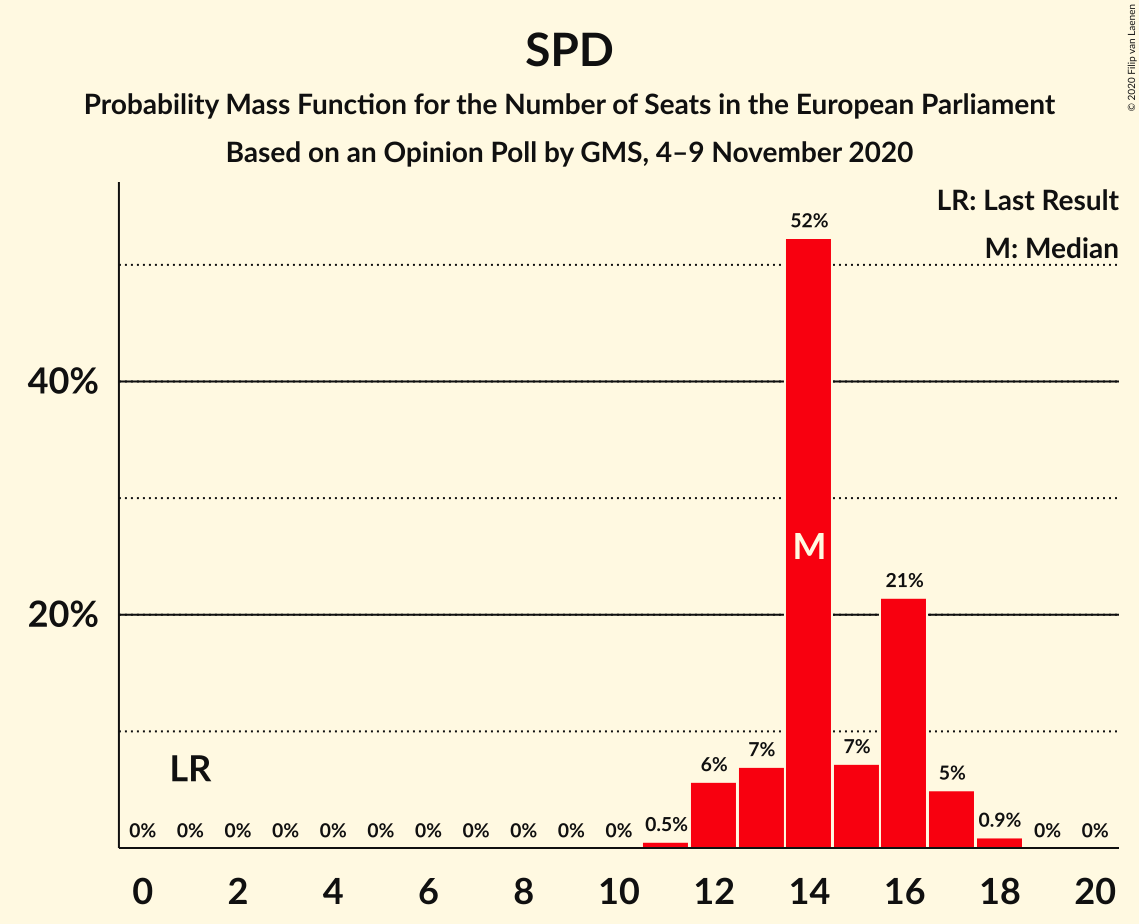 SPD
Probability Mass Function for the Number of Seats in the European Parliament
Based on an Opinion Poll by GMS, 4–9 November 2020
© 2020 Filip van Laenen
LR: Last Result
M: Median
52%
40%
M
21%
20%
LR
0% 0% 0% 0% 0% 0% 0% 0% 0% 0% 0% 0.5% 6% 7% 7% 5% 0.9% 0% 0%
0 2 4 6 8 10 12 14 16 18 20